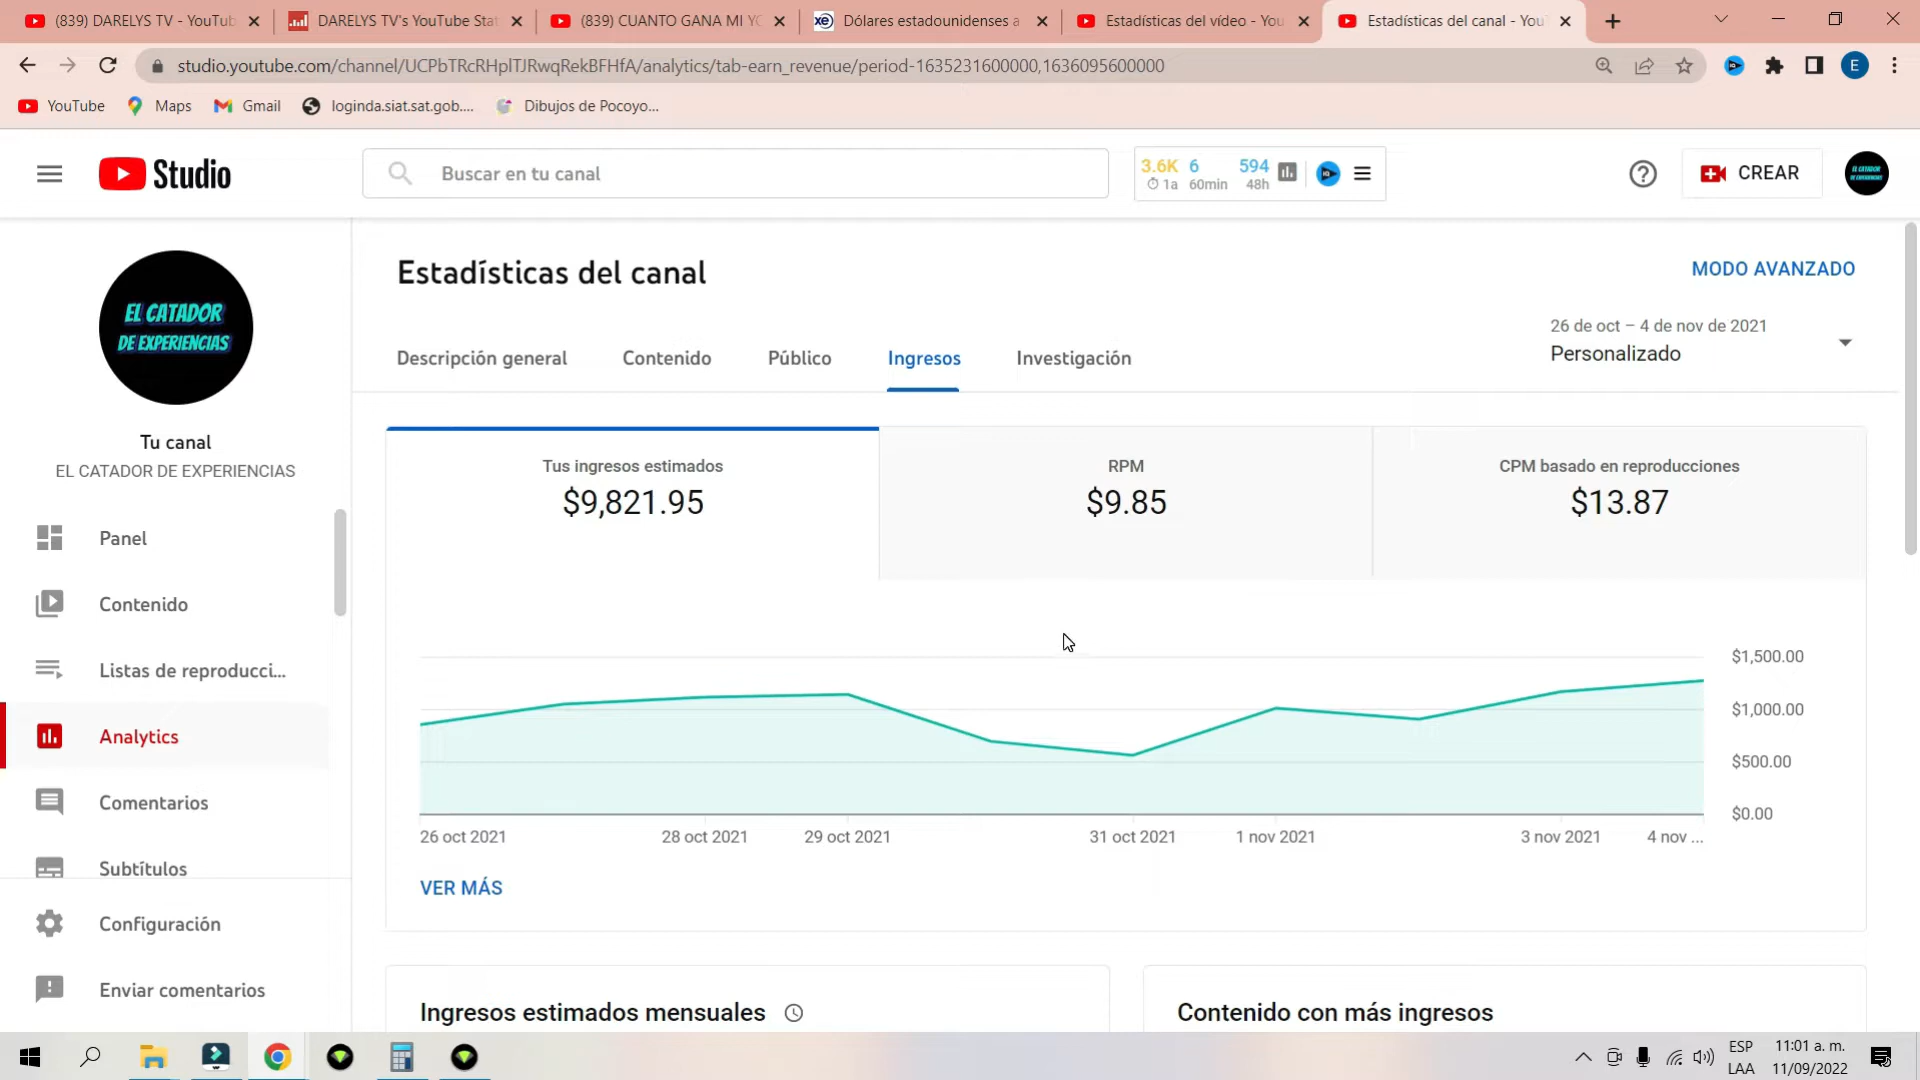 (839) DARELYS TV - YouTub
DARELYS TV's YouTube Stat
(839) CUANTO GANA MI YO
Dólares estadounidenses a
Estadísticas del vídeo - You
Estadísticas del canal - You
studio.youtube.com/channel/UCPbTRcRHplTJRwqRekBFHfA/analytics/tab-earn_revenue/period-1635231600000,1636095600000
E
YouTube
Maps
Gmail
loginda.siat.sat.gob....
Dibujos de Pocoyo...
Studio
Buscar en tu canal
3.6K 6 594
1a 60min 48h
CREAR
EL CATADOR
DE EXPERIENCIAS
Tu canal
EL CATADOR DE EXPERIENCIAS
Panel
Contenido
Listas de reproducci...
Analytics
Comentarios
Subtítulos
Configuración
Enviar comentarios
Estadísticas del canal
MODO AVANZADO
Descripción general
Contenido
Público
Ingresos
Investigación
26 de oct – 4 de nov de 2021
Personalizado
Tus ingresos estimados
$9,821.95
RPM
$9.85
CPM basado en reproducciones
$13.87
$1,500.00
$1,000.00
$500.00
$0.00
26 oct 2021
28 oct 2021
29 oct 2021
31 oct 2021
1 nov 2021
3 nov 2021
4 nov ...
VER MÁS
Ingresos estimados mensuales
Contenido con más ingresos
ESP
LAA
11:01 a. m.
11/09/2022